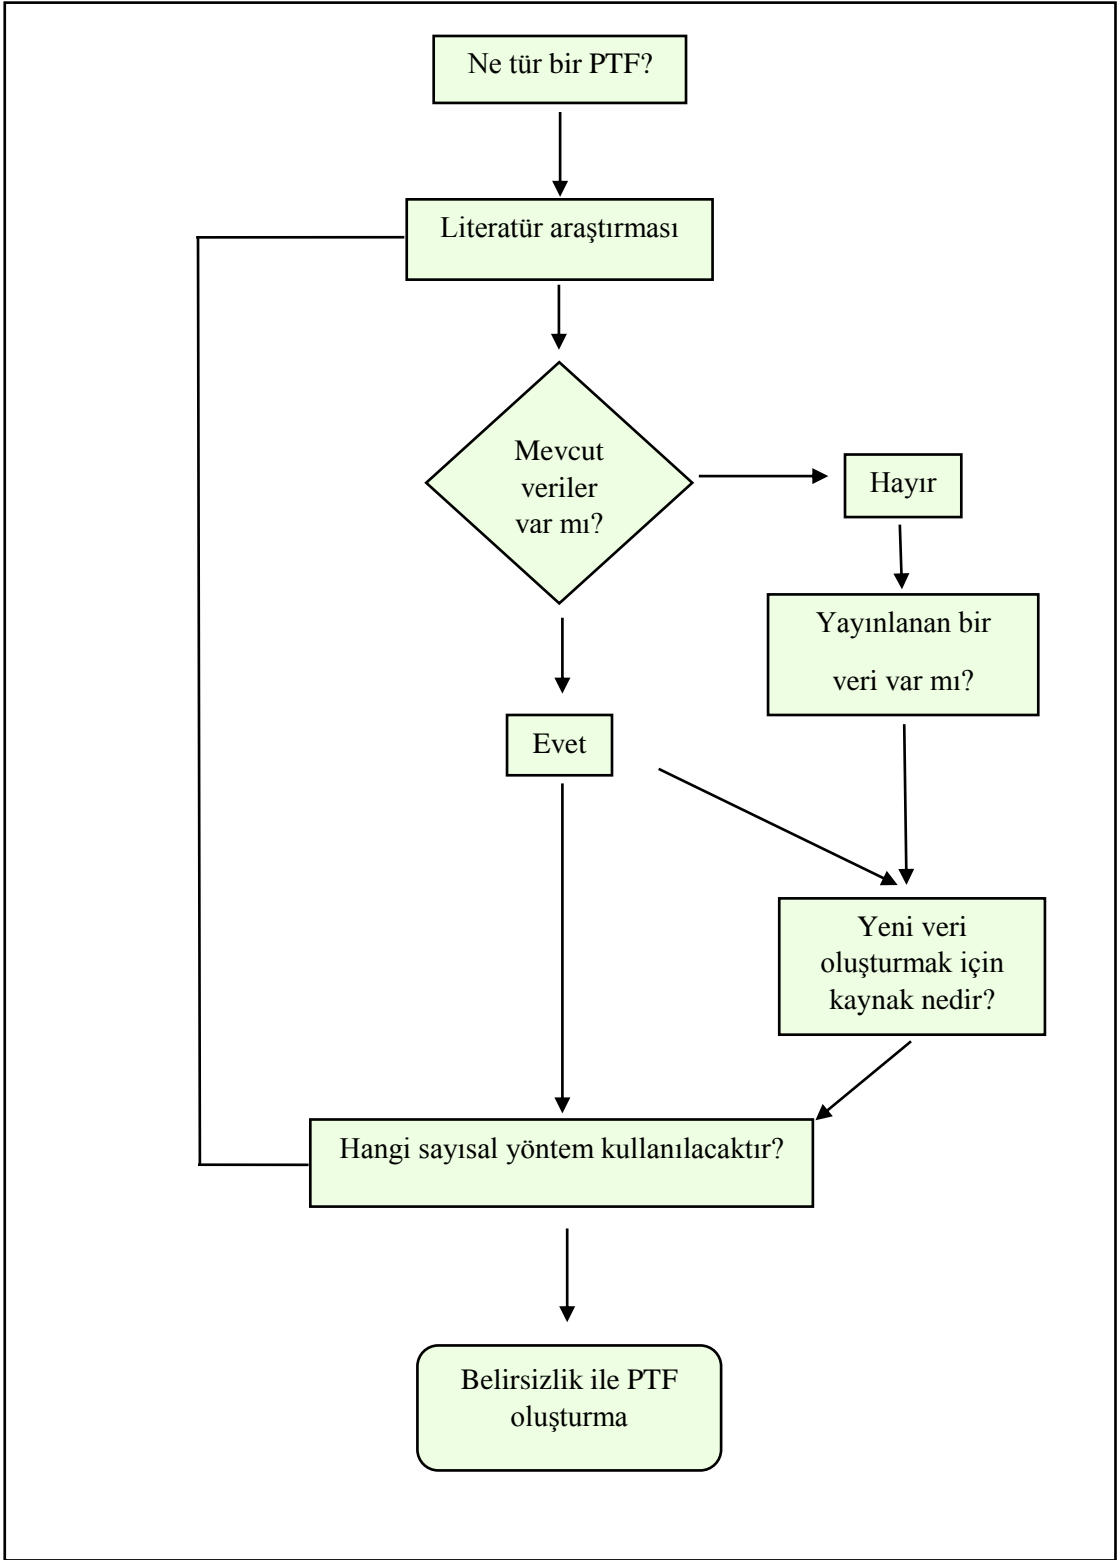 Ne tür bir PTF?
Literatür araştırması
Mevcut
veriler
var mı?
Hayır
Yayınlanan bir
veri var mı?
Evet
Yeni veri
oluşturmak için
kaynak nedir?
Hangi sayısal yöntem kullanılacaktır?
Belirsizlik ile PTF
oluşturma